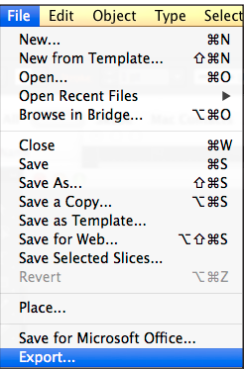 File Edit Object Type Select
New... ⌘N
New from Template... ⇧⌘N
Open... ⌘O
Open Recent Files ▶
Browse in Bridge... ⌥⌘O
Close ⌘W
Save ⌘S
Save As... ⇧⌘S
Save a Copy... ⌥⌘S
Save as Template...
Save for Web... ⌥⇧⌘S
Save Selected Slices...
Revert ⌥⌘Z
Place...
Save for Microsoft Office...
Export...